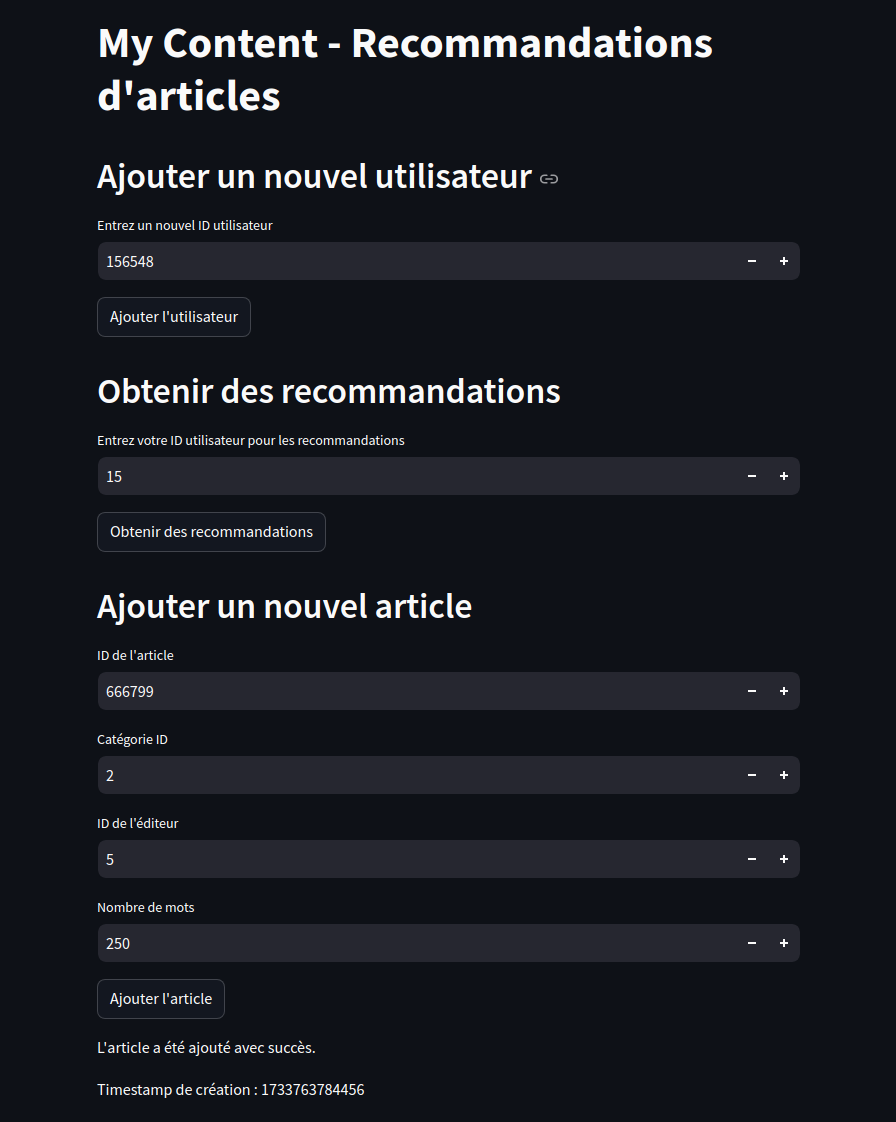 My Content - Recommandations
d'articles
Ajouter un nouvel utilisateur
Entrez un nouvel ID utilisateur
156548
Ajouter l'utilisateur
Obtenir des recommandations
Entrez votre ID utilisateur pour les recommandations
15
Obtenir des recommandations
Ajouter un nouvel article
ID de l'article
666799
Catégorie ID
2
ID de l'éditeur
5
Nombre de mots
250
Ajouter l'article
L'article a été ajouté avec succès.
Timestamp de création : 1733763784456